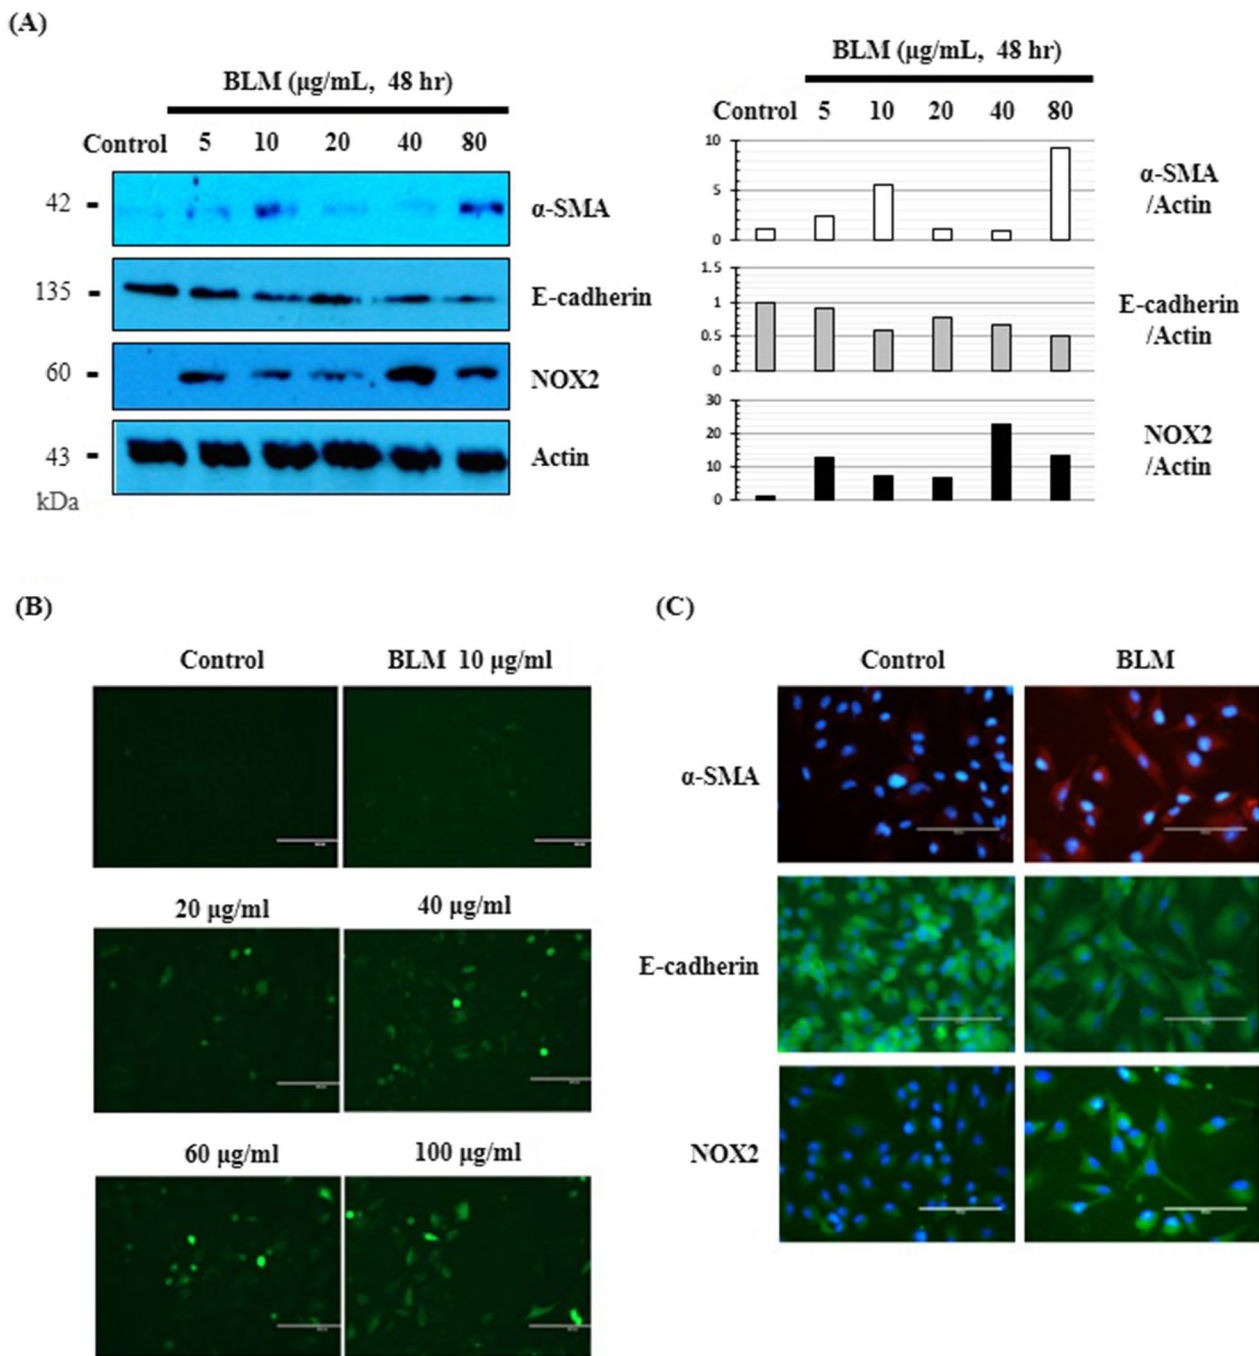 (A)
BLM (µg/mL, 48 hr)
Control 5 10 20 40 80
42 - α-SMA
135 - E-cadherin
60 - NOX2
43 - Actin
kDa
BLM (µg/mL, 48 hr)
Control 5 10 20 40 80
10
5
0
α-SMA
/Actin
1.5
1
0.5
0
E-cadherin
/Actin
30
20
10
0
NOX2
/Actin
(B)
Control BLM 10 µg/ml
20 µg/ml 40 µg/ml
60 µg/ml 100 µg/ml
(C)
Control BLM
α-SMA
E-cadherin
NOX2